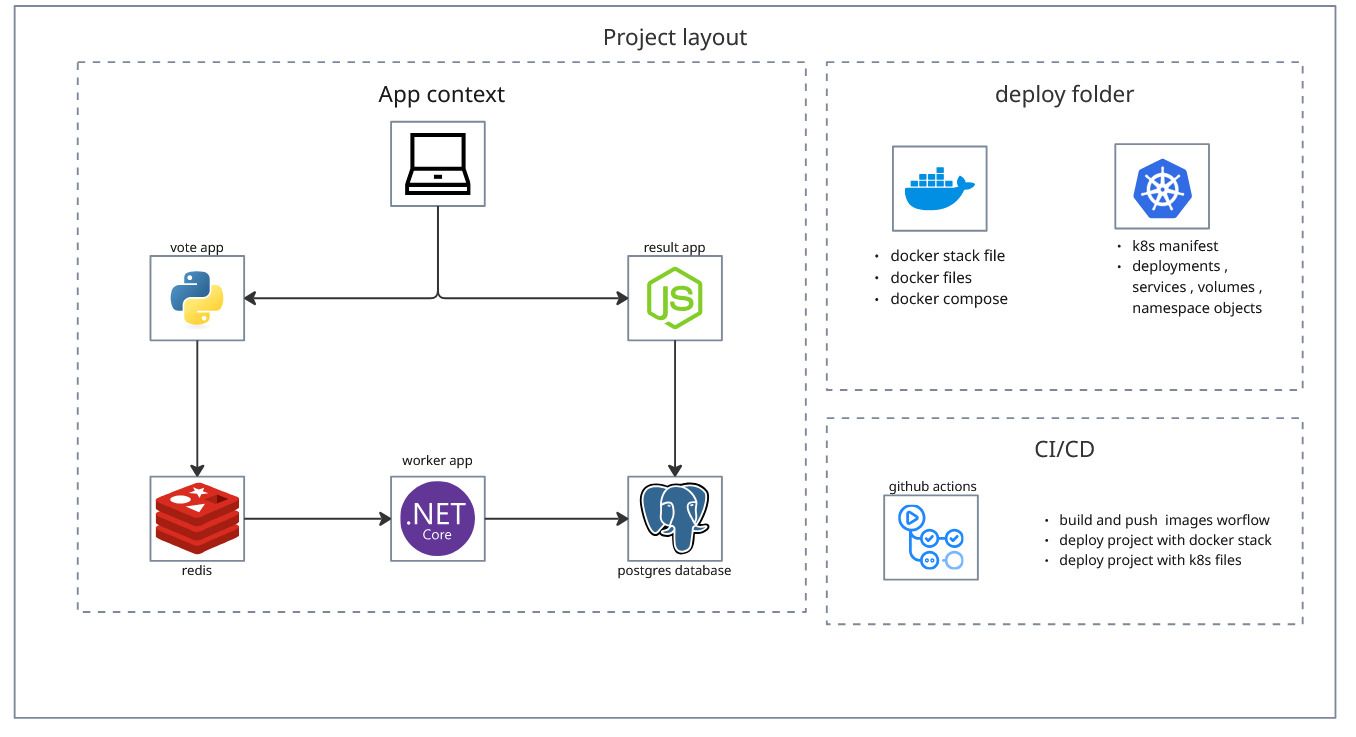 Project layout
App context
vote app
result app
JS
redis
worker app
.NET
Core
postgres database
deploy folder
• docker stack file
• docker files
• docker compose
• k8s manifest
• deployments ,
services , volumes ,
namespace objects
CI/CD
github actions
• build and push  images worflow
• deploy project with docker stack
• deploy project with k8s files